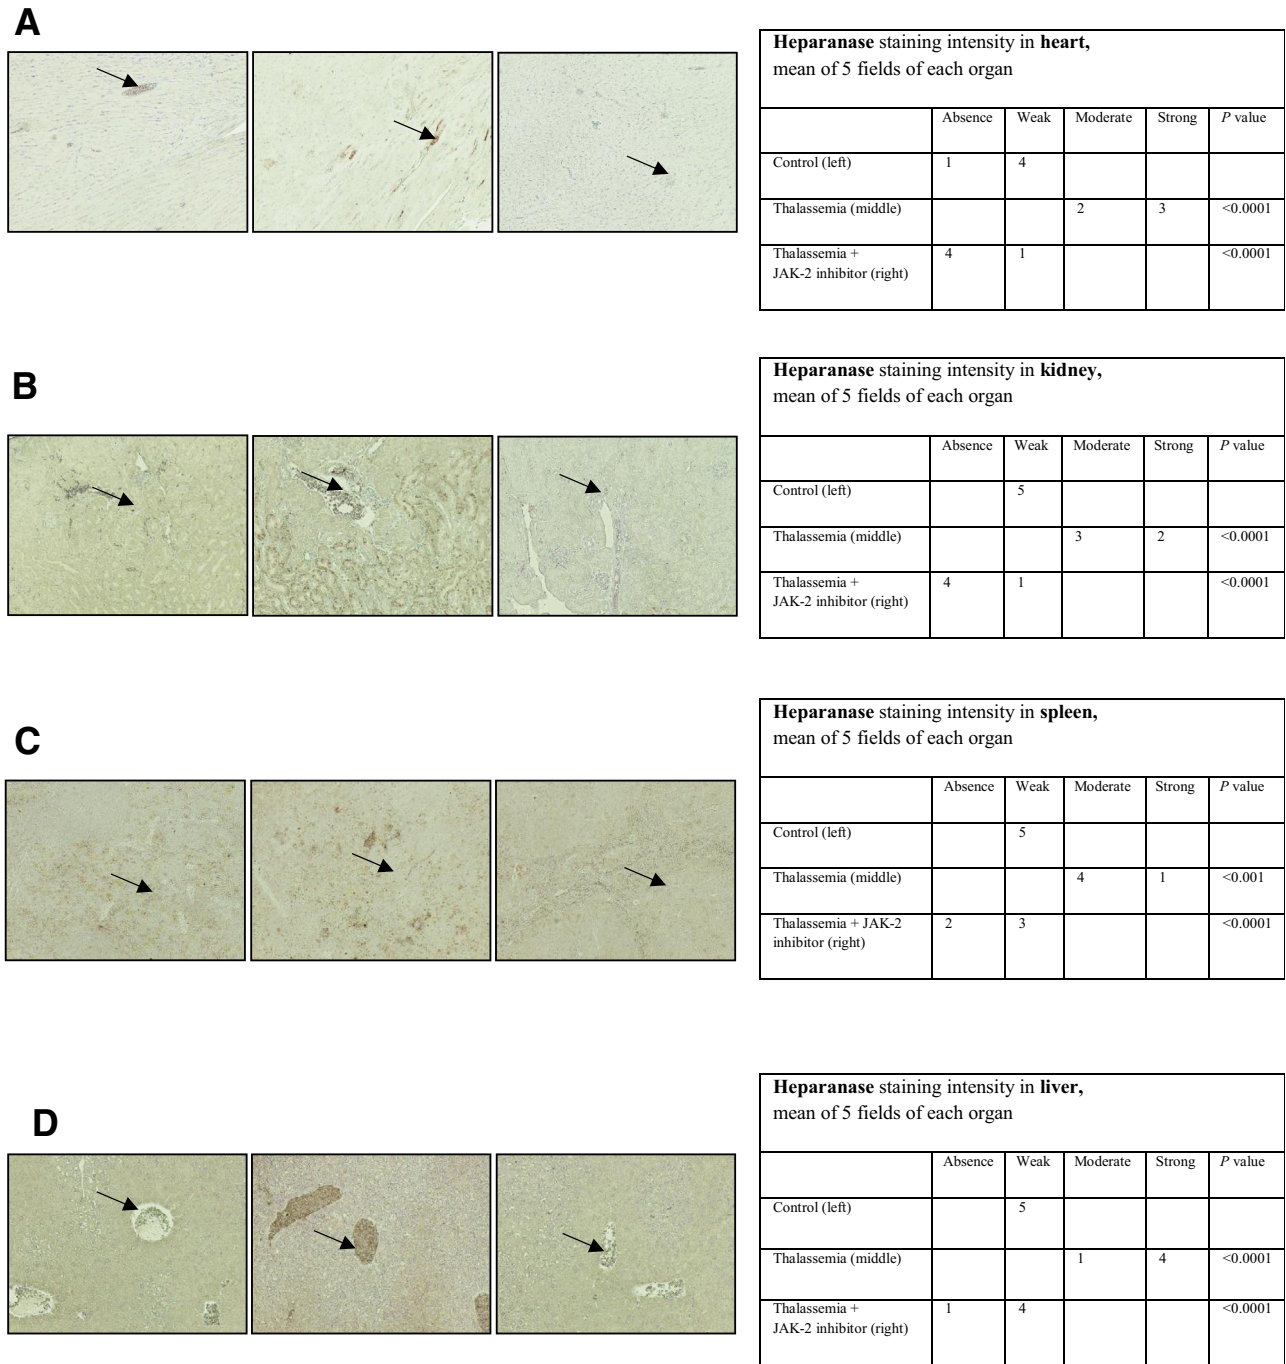 A
Heparanase staining intensity in heart,
mean of 5 fields of each organ
Absence Weak Moderate Strong P value
Control (left) 1 4
Thalassemia (middle) 2 3 <0.0001
Thalassemia + 4 1 <0.0001
JAK-2 inhibitor (right)
B
Heparanase staining intensity in kidney,
mean of 5 fields of each organ
Absence Weak Moderate Strong P value
Control (left) 5
Thalassemia (middle) 3 2 <0.0001
Thalassemia + 4 1 <0.0001
JAK-2 inhibitor (right)
C
Heparanase staining intensity in spleen,
mean of 5 fields of each organ
Absence Weak Moderate Strong P value
Control (left) 5
Thalassemia (middle) 4 1 <0.001
Thalassemia + JAK-2 2 3 <0.0001
inhibitor (right)
D
Heparanase staining intensity in liver,
mean of 5 fields of each organ
Absence Weak Moderate Strong P value
Control (left) 5
Thalassemia (middle) 1 4 <0.0001
Thalassemia + 1 4 <0.0001
JAK-2 inhibitor (right)